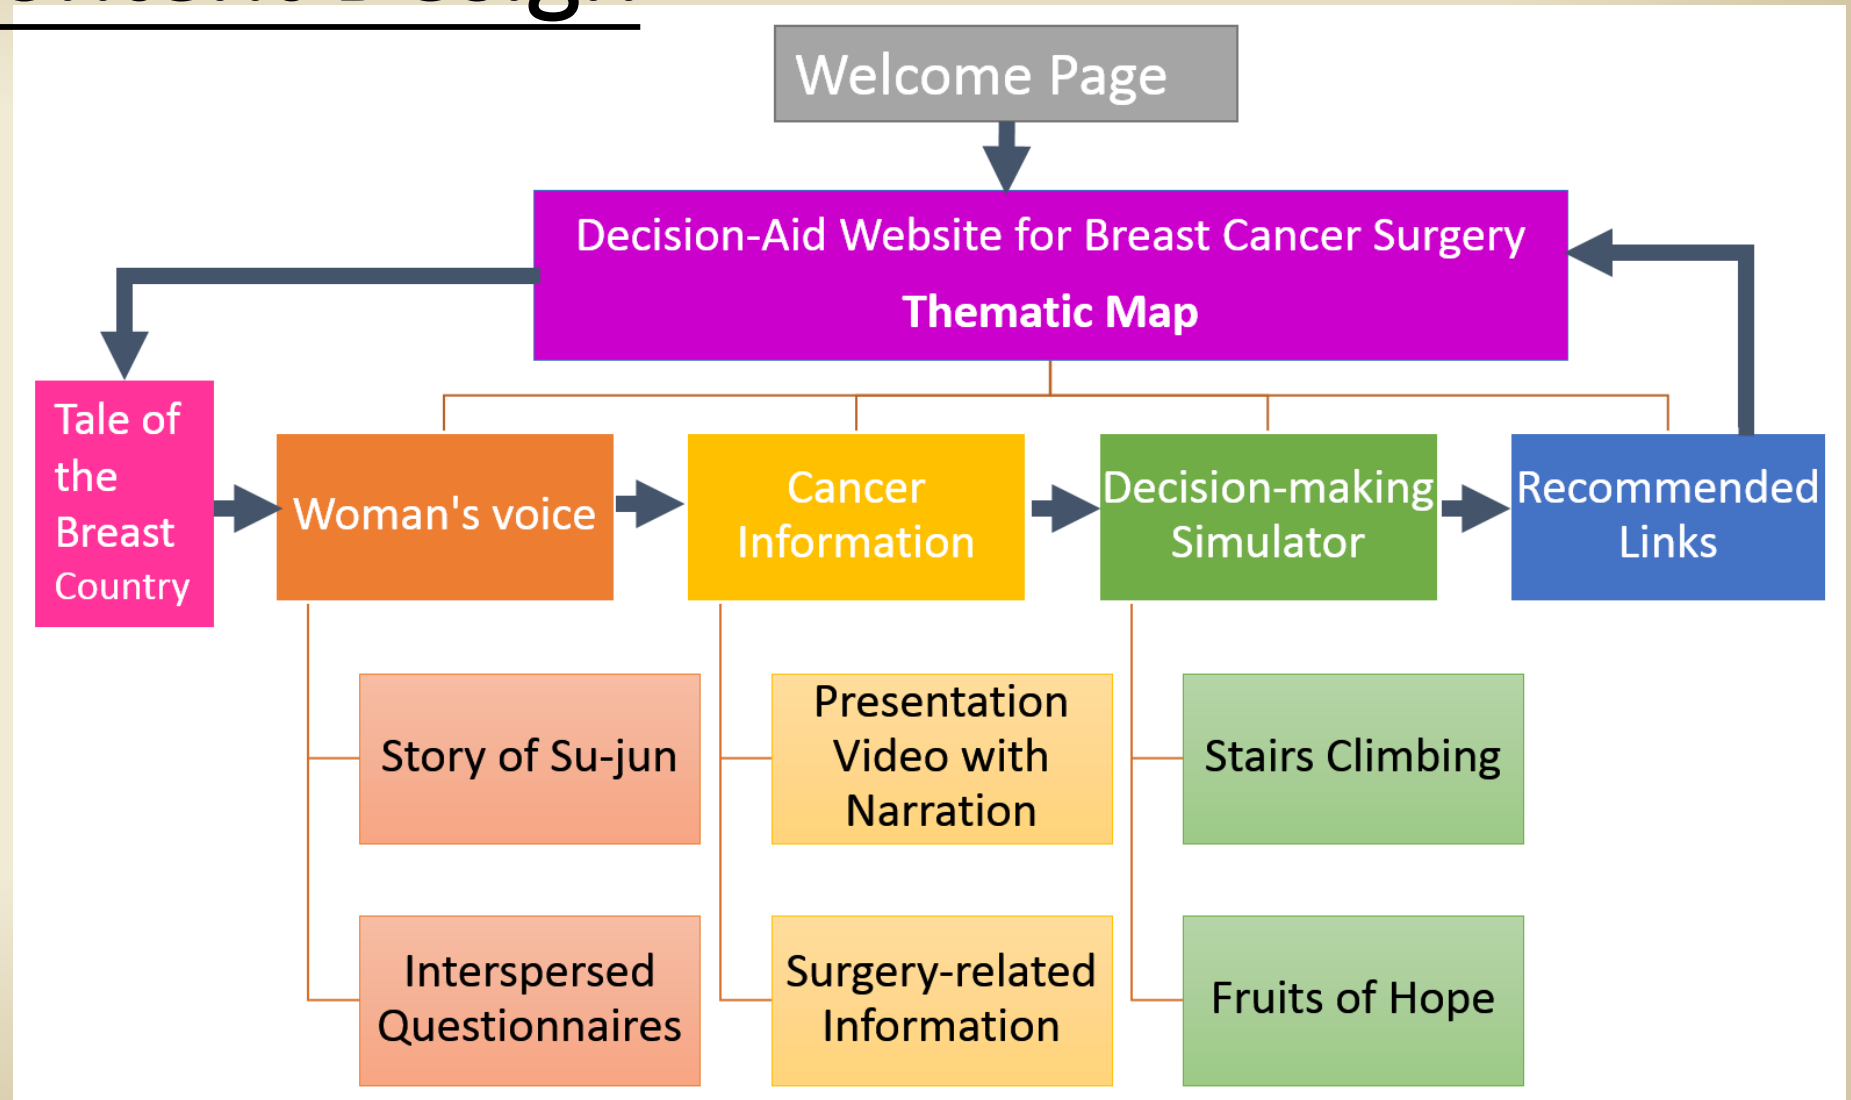 Design
Welcome Page
Decision-Aid Website for Breast Cancer Surgery
Thematic Map
Tale of
the
Breast
Country
Woman's voice
Cancer
Information
Decision-making
Simulator
Recommended
Links
Story of Su-jun
Presentation
Video with
Narration
Stairs Climbing
Interspersed
Questionnaires
Surgery-related
Information
Fruits of Hope